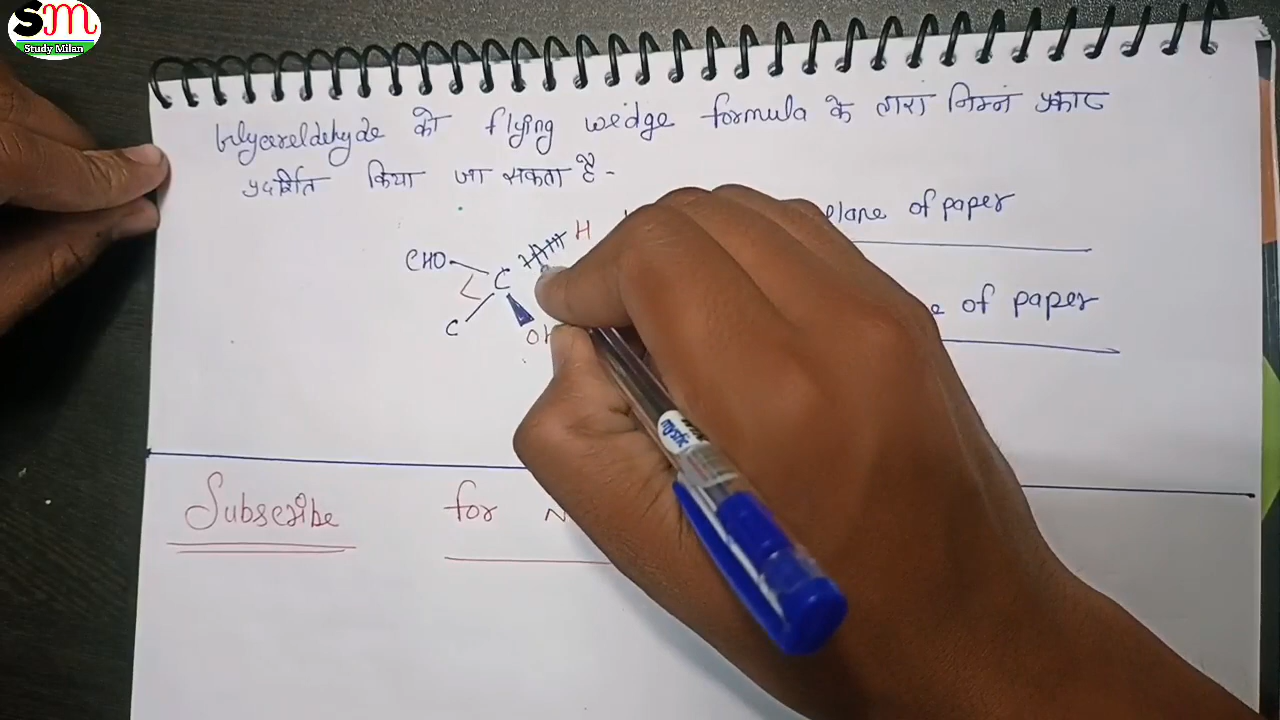 SM
Study Milan
Glyceraldehyde को flying wedge formula के द्वारा निम्न प्रकार
प्रदर्शित किया जा सकता है -
plane of paper
H
CHO
C
of paper
C
OH
Subscribe for
mystic